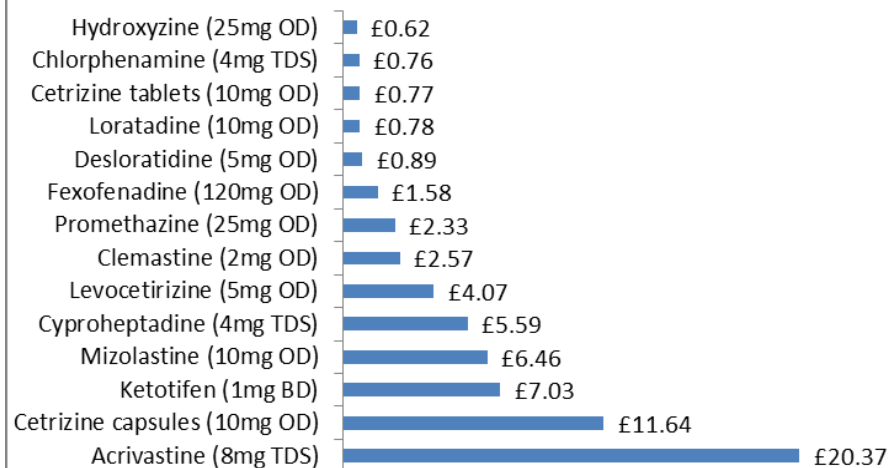 Hydroxyzine (25mg OD) £0.62
Chlorphenamine (4mg TDS) £0.76
Cetrizine tablets (10mg OD) £0.77
Loratadine (10mg OD) £0.78
Desloratidine (5mg OD) £0.89
Fexofenadine (120mg OD) £1.58
Promethazine (25mg OD) £2.33
Clemastine (2mg OD) £2.57
Levocetirizine (5mg OD) £4.07
Cyproheptadine (4mg TDS) £5.59
Mizolastine (10mg OD) £6.46
Ketotifen (1mg BD) £7.03
Cetrizine capsules (10mg OD) £11.64
Acrivastine (8mg TDS) £20.37